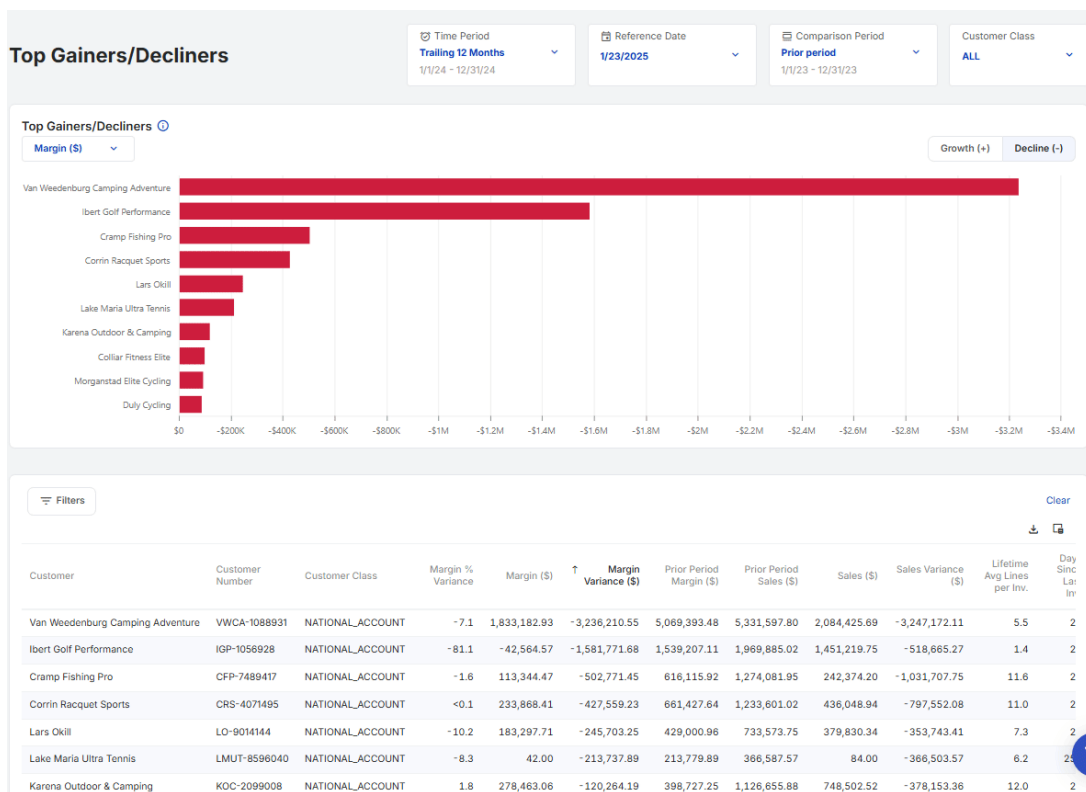 Top Gainers/Decliners
Time Period
Trailing 12 Months
1/1/24 - 12/31/24
Reference Date
1/23/2025
Comparison Period
Prior period
1/1/23 - 12/31/23
Customer Class
ALL
Top Gainers/Decliners
Margin ($)
Growth (+) Decline (-)
Van Weedenburg Camping Adventure
Ibert Golf Performance
Cramp Fishing Pro
Corrin Racquet Sports
Lars Okill
Lake Maria Ultra Tennis
Karena Outdoor & Camping
Colliar Fitness Elite
Morganstad Elite Cycling
Duly Cycling
$0 -$200K -$400K -$600K -$800K -$1M -$1.2M -$1.4M -$1.6M -$1.8M -$2M -$2.2M -$2.4M -$2.6M -$2.8M -$3M -$3.2M -$3.4M
Filters
Clear
Customer
Customer
Number
Customer Class
Margin %
Variance
Margin ($)
Margin
Variance ($)
Prior Period
Margin ($)
Prior Period
Sales ($)
Sales ($)
Sales Variance
($)
Lifetime
Avg Lines
per Inv.
Day
Sinc
La
In
Van Weedenburg Camping Adventure VWCA-1088931 NATIONAL_ACCOUNT -7.1 1,833,182.93 -3,236,210.55 5,069,393.48 5,331,597.80 2,084,425.69 -3,247,172.11 5.5 2
Ibert Golf Performance IGP-1056928 NATIONAL_ACCOUNT -81.1 -42,564.57 -1,581,771.68 1,539,207.11 1,969,885.02 1,451,219.75 -518,665.27 1.4 2
Cramp Fishing Pro CFP-7489417 NATIONAL_ACCOUNT -1.6 113,344.47 -502,771.45 616,115.92 1,274,081.95 242,374.20 -1,031,707.75 11.6 2
Corrin Racquet Sports CRS-4071495 NATIONAL_ACCOUNT <0.1 233,868.41 -427,559.23 661,427.64 1,233,601.02 436,048.94 -797,552.08 11.0 2
Lars Okill LO-9014144 NATIONAL_ACCOUNT -10.2 183,297.71 -245,703.25 429,000.96 733,573.75 379,830.34 -353,743.41 7.3 2
Lake Maria Ultra Tennis LMUT-8596040 NATIONAL_ACCOUNT -8.3 42.00 -213,737.89 213,779.89 366,587.57 84.00 -366,503.57 6.2 25
Karena Outdoor & Camping KOC-2099008 NATIONAL_ACCOUNT 1.8 278,463.06 -120,264.19 398,727.25 1,126,655.88 748,502.52 -378,153.36 12.0 2